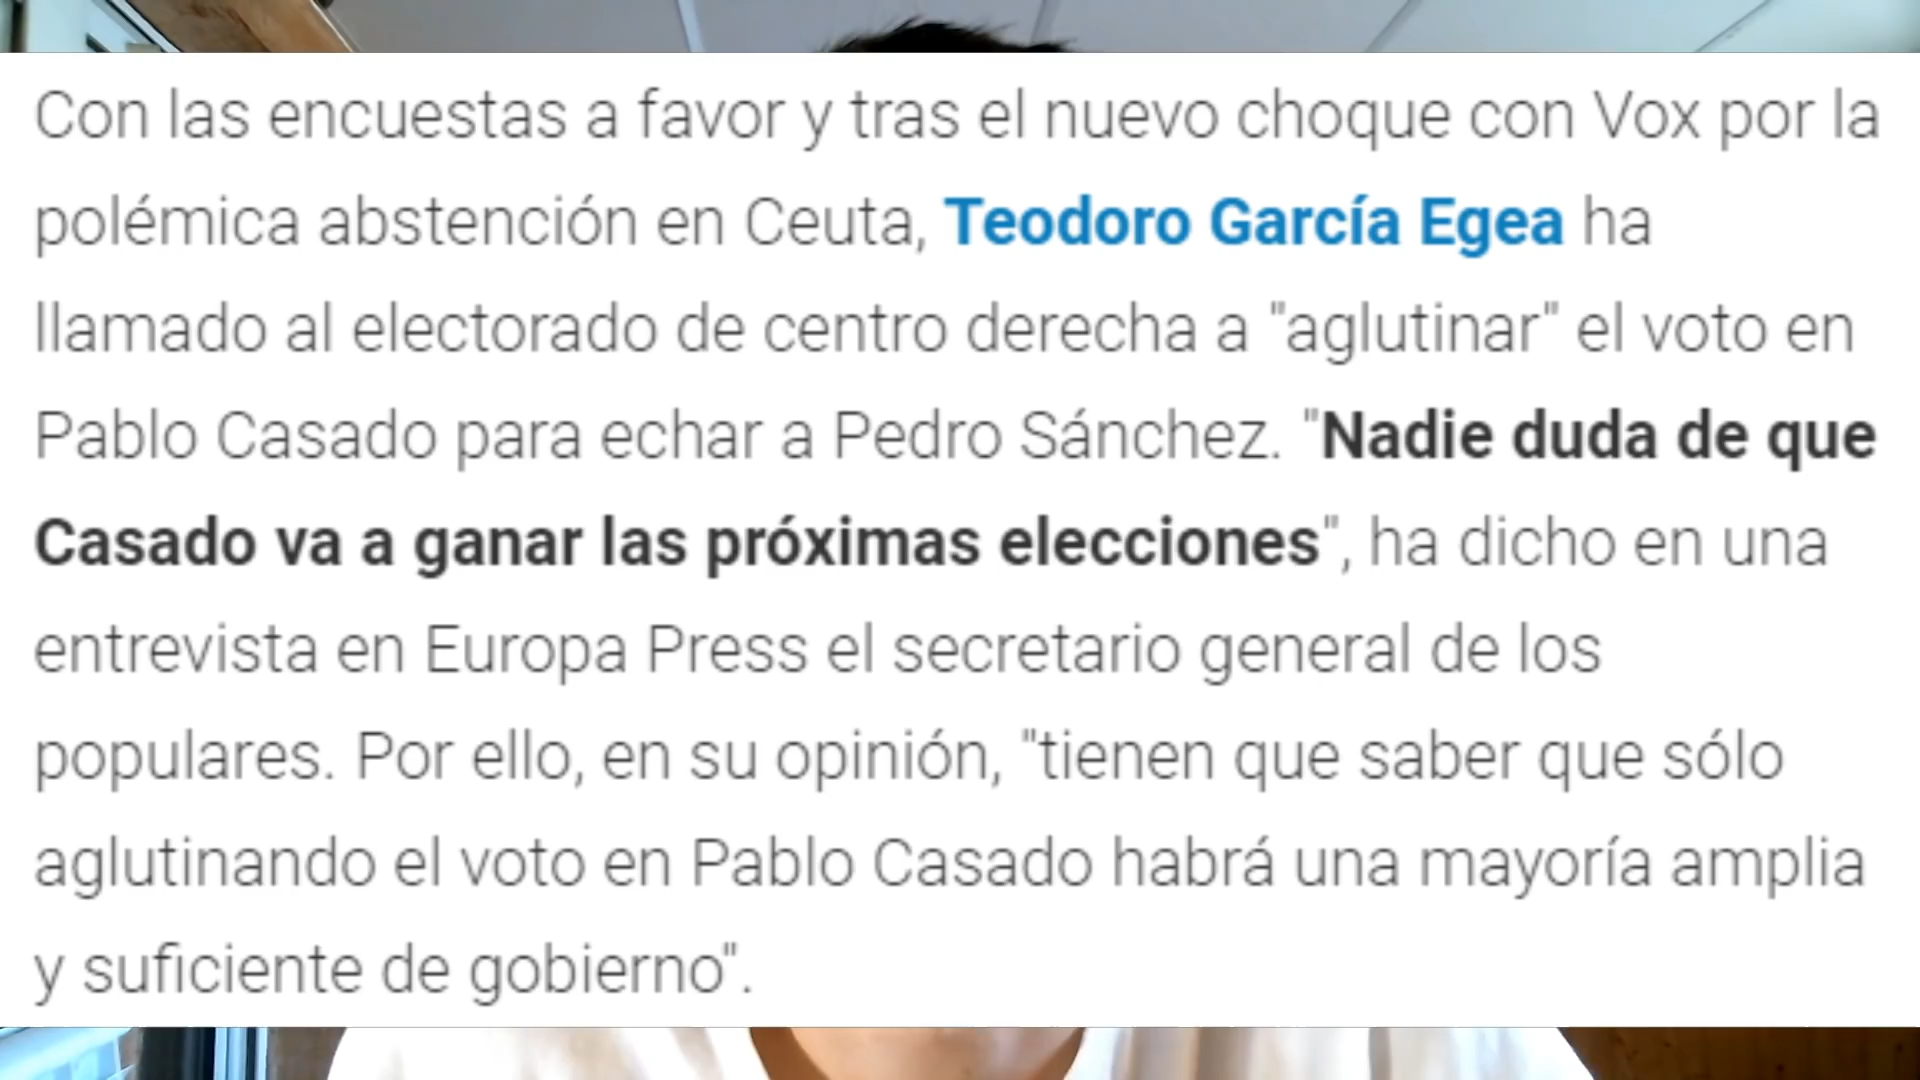 Con las encuestas a favor y tras el nuevo choque con Vox por la
polémica abstención en Ceuta, Teodoro García Egea ha
llamado al electorado de centro derecha a "aglutinar" el voto en
Pablo Casado para echar a Pedro Sánchez. "Nadie duda de que
Casado va a ganar las próximas elecciones", ha dicho en una
entrevista en Europa Press el secretario general de los
populares. Por ello, en su opinión, "tienen que saber que sólo
aglutinando el voto en Pablo Casado habrá una mayoría amplia
y suficiente de gobierno".